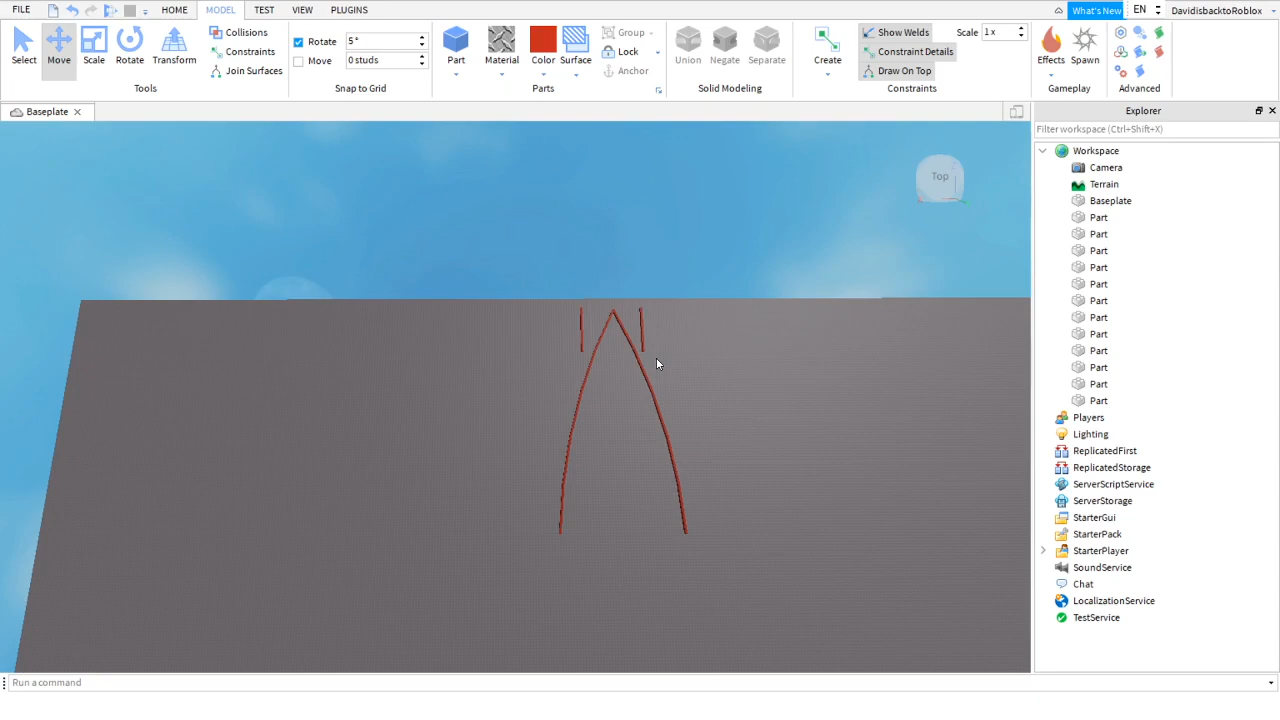 FILE HOME MODEL TEST VIEW PLUGINS What's New EN DavidisbacktoRoblox
Select Move Scale Rotate Transform
Collisions
Constraints
Join Surfaces
Tools
Rotate 5 °
Move 0 studs
Snap to Grid
Part Material Color Surface
Group
Lock
Anchor
Parts
Union Negate Separate
Solid Modeling
Create
Show Welds Scale 1 x
Constraint Details
Draw On Top
Constraints
Effects Spawn
Gameplay
Advanced
Baseplate
Explorer
Filter workspace (Ctrl+Shift+X)
Top
Workspace
Camera
Terrain
Baseplate
Part
Part
Part
Part
Part
Part
Part
Part
Part
Part
Part
Part
Players
Lighting
ReplicatedFirst
ReplicatedStorage
ServerScriptService
ServerStorage
StarterGui
StarterPack
StarterPlayer
SoundService
Chat
LocalizationService
TestService
Run a command